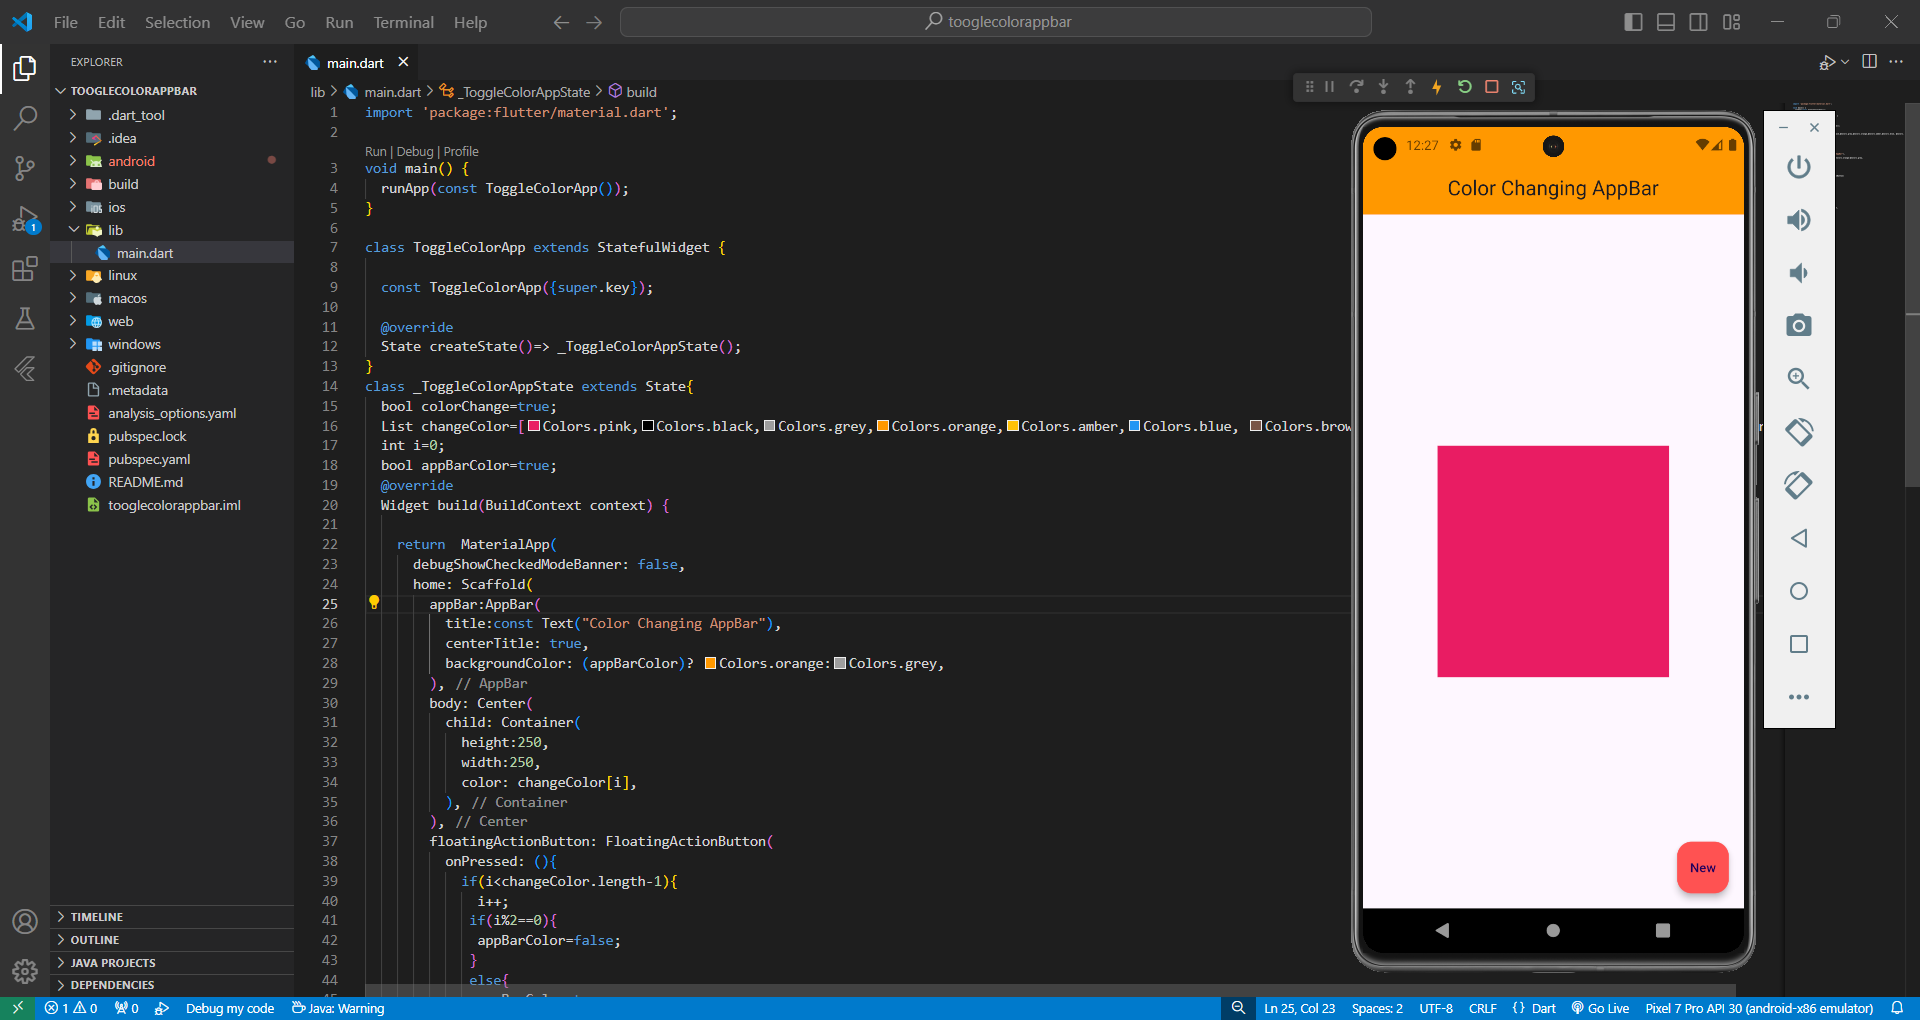 File Edit Selection View Go Run Terminal Help
tooglecolorappbar
EXPLORER
TOOGLECOLORAPPBAR
.dart_tool
.idea
android
build
ios
lib
main.dart
linux
macos
web
windows
.gitignore
.metadata
analysis_options.yaml
pubspec.lock
pubspec.yaml
README.md
tooglecolorappbar.iml
TIMELINE
OUTLINE
JAVA PROJECTS
DEPENDENCIES
main.dart
lib > main.dart > _ToggleColorAppState > build
1 import 'package:flutter/material.dart';
2
Run | Debug | Profile
3 void main() {
4 runApp(const ToggleColorApp());
5 }
6
7 class ToggleColorApp extends StatefulWidget {
8
9 const ToggleColorApp({super.key});
10
11 @override
12 State createState()=> _ToggleColorAppState();
13 }
14 class _ToggleColorAppState extends State{
15 bool colorChange=true;
16 List changeColor=[Colors.pink,Colors.black,Colors.grey,Colors.orange,Colors.amber,Colors.blue, Colors.brow
17 int i=0;
18 bool appBarColor=true;
19 @override
20 Widget build(BuildContext context) {
21
22 return MaterialApp(
23 debugShowCheckedModeBanner: false,
24 home: Scaffold(
25 appBar:AppBar(
26 title:const Text("Color Changing AppBar"),
27 centerTitle: true,
28 backgroundColor: (appBarColor)? Colors.orange:Colors.grey,
29 ), // AppBar
30 body: Center(
31 child: Container(
32 height:250,
33 width:250,
34 color: changeColor[i],
35 ), // Container
36 ), // Center
37 floatingActionButton: FloatingActionButton(
38 onPressed: (){
39 if(i<changeColor.length-1){
40 i++;
41 if(i%2==0){
42 appBarColor=false;
43 }
44 else{
12:27
Color Changing AppBar
New
1
1 0 0 Debug my code Java: Warning
Ln 25, Col 23 Spaces: 2 UTF-8 CRLF {} Dart Go Live Pixel 7 Pro API 30 (android-x86 emulator)